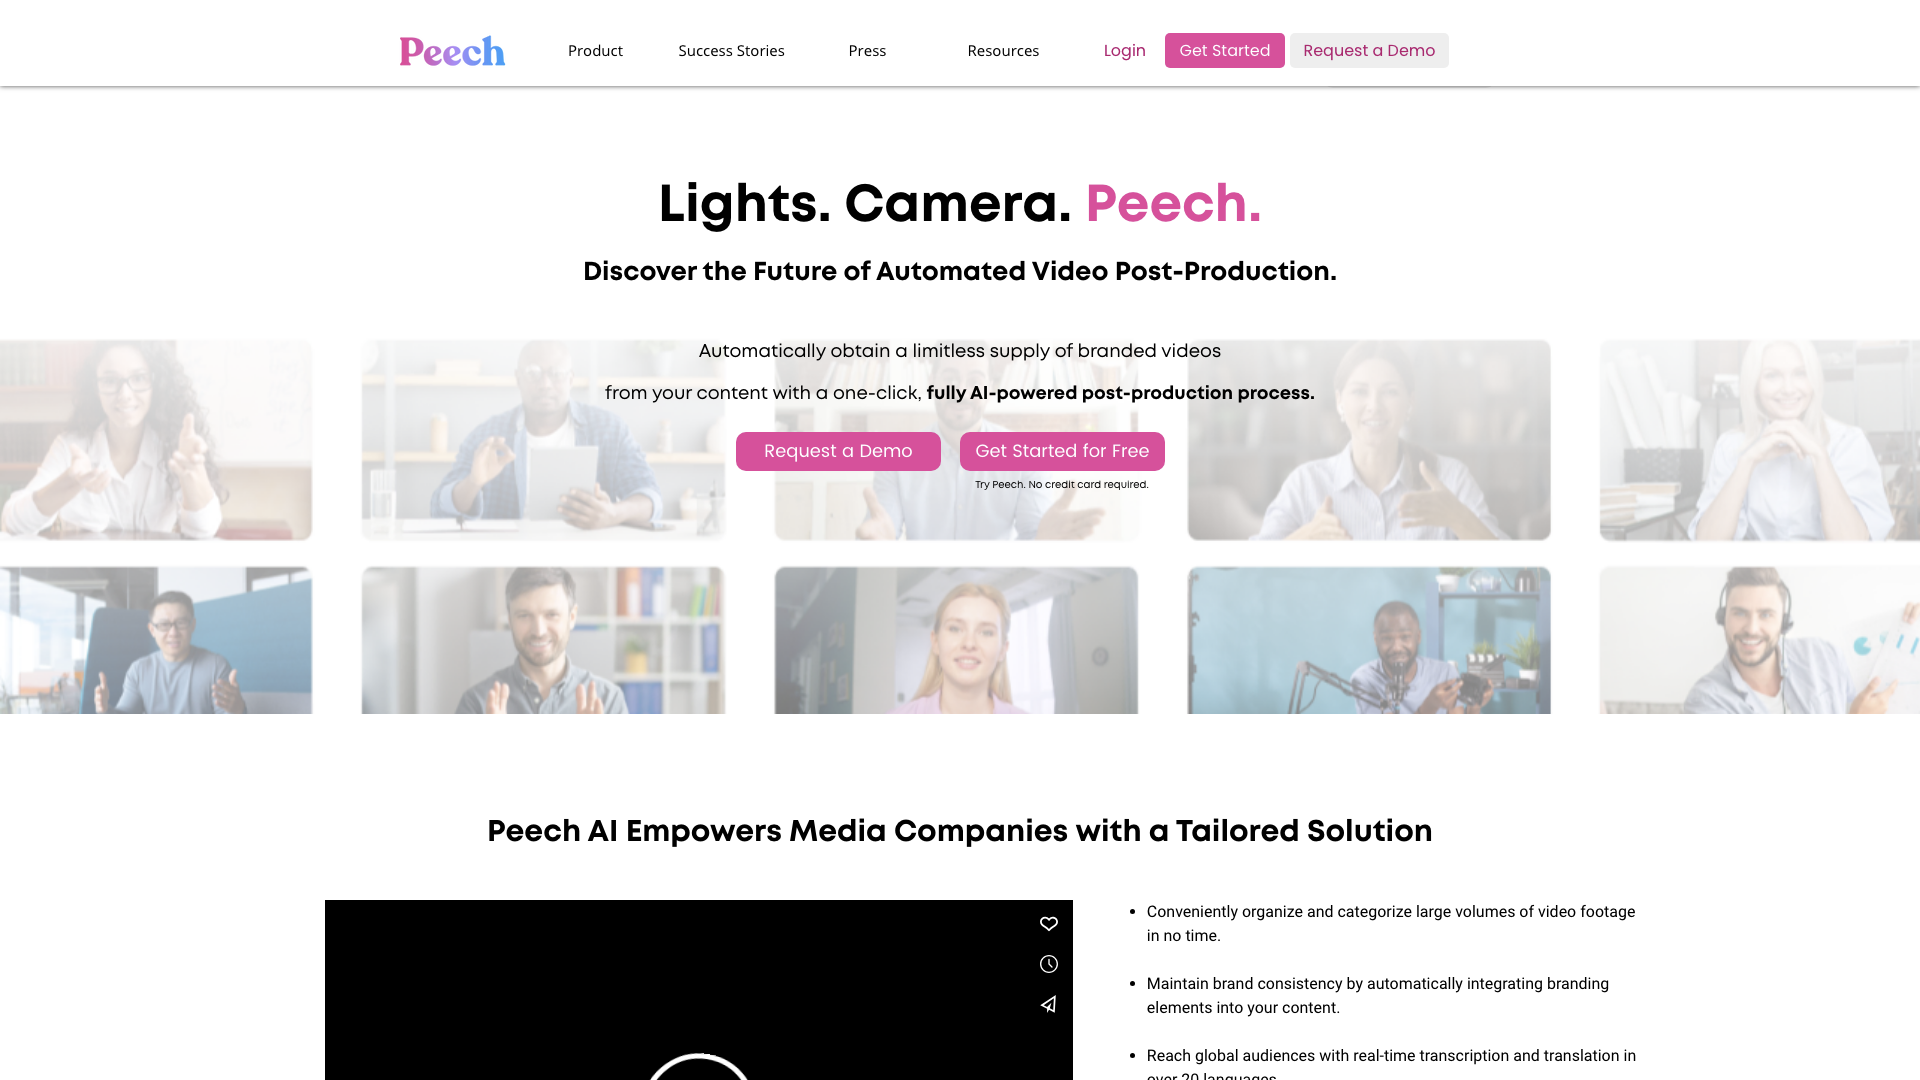 Peech
Product
Success Stories
Press
Resources
Login
Get Started
Request a Demo
Lights. Camera. Peech.
Discover the Future of Automated Video Post-Production.
Automatically obtain a limitless supply of branded videos
from your content with a one-click, fully AI-powered post-production process.
Request a Demo
Get Started for Free
Try Peech. No credit card required.
Peech AI Empowers Media Companies with a Tailored Solution
• Conveniently organize and categorize large volumes of video footage
in no time.
• Maintain brand consistency by automatically integrating branding
elements into your content.
• Reach global audiences with real-time transcription and translation in
over 20 languages.